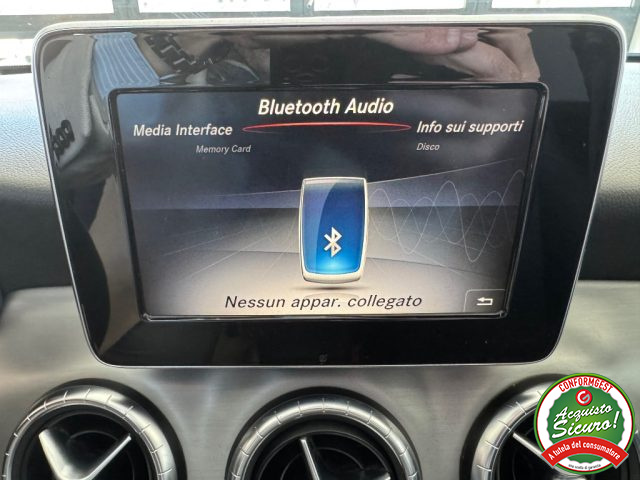 Bluetooth Audio
Media Interface
Info sui supporti
Memory Card
Disco
Nessun appar. collegato
CONFORMGEST
Acquisto
Sicuro!
A tutela del consumatore